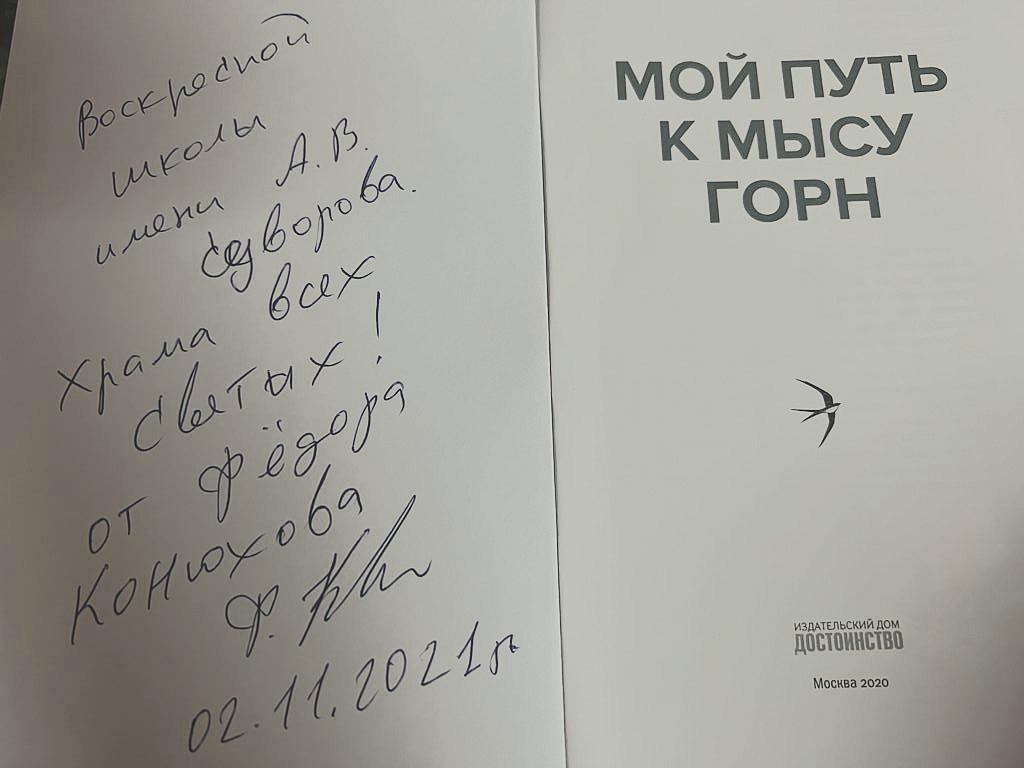 Воскресной
школы
имени А.В.
Суворова.
Храма всех
Святых!
от Фёдора
Конюхова
02.11.2021г.
МОЙ ПУТЬ
К МЫСУ
ГОРН
ИЗДАТЕЛЬСКИЙ ДОМ
ДОСТОИНСТВО
Москва 2020